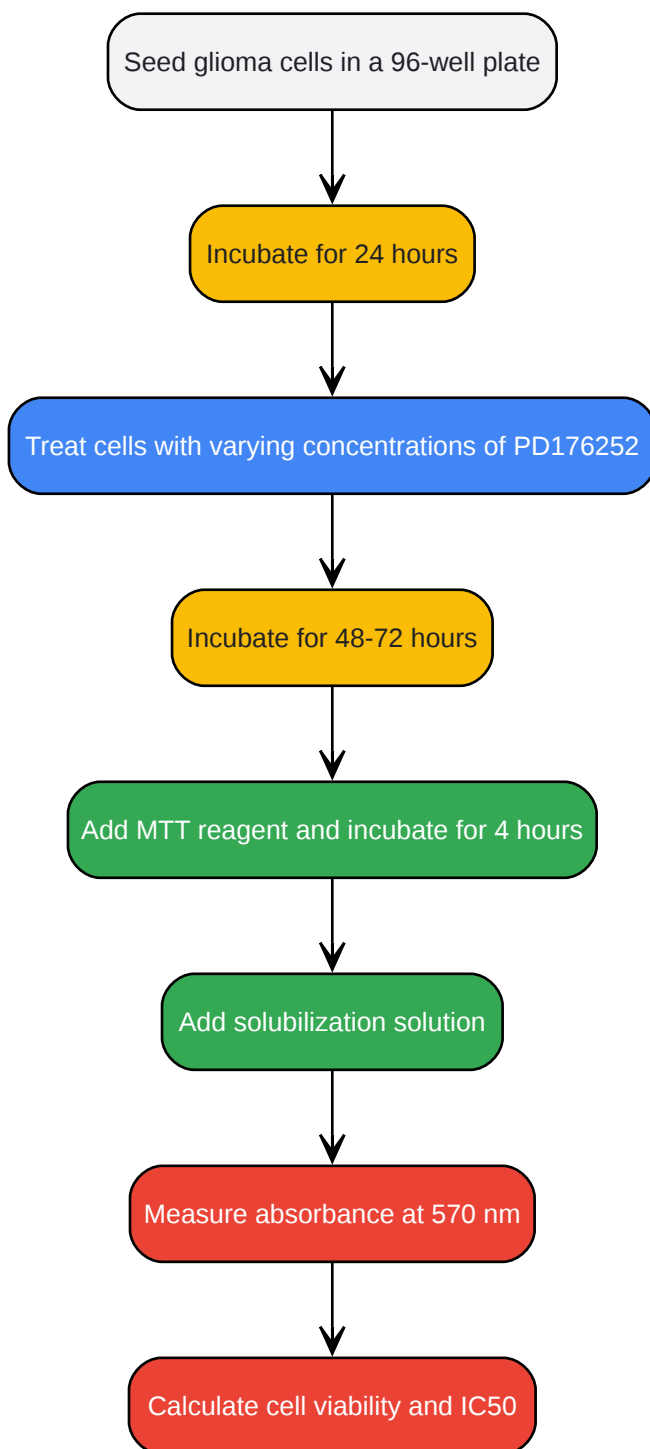 Seed glioma cells in a 96-well plate
Incubate for 24 hours
Treat cells with varying concentrations of PD176252
Incubate for 48-72 hours
Add MTT reagent and incubate for 4 hours
Add solubilization solution
Measure absorbance at 570 nm
Calculate cell viability and IC50